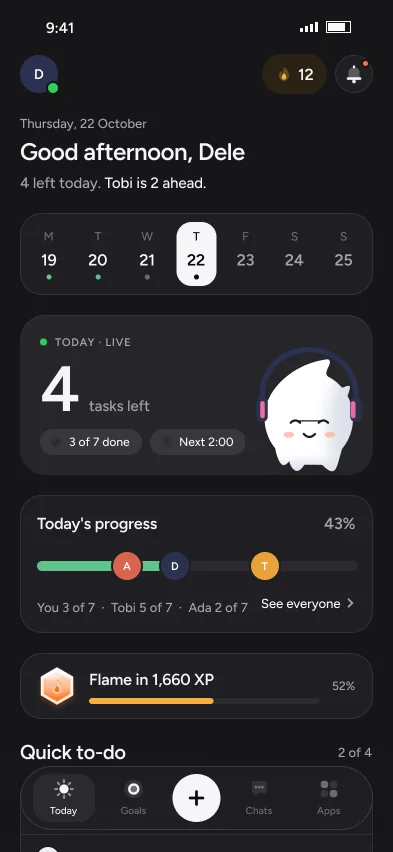 9:41
D
12
Thursday, 22 October
Good afternoon, Dele
4 left today. Tobi is 2 ahead.
M T W T F S S
19 20 21 22 23 24 25
TODAY · LIVE
4 tasks left
3 of 7 done Next 2:00
Today's progress 43%
A D T
You 3 of 7 · Tobi 5 of 7 · Ada 2 of 7 See everyone
Flame in 1,660 XP 52%
Quick to-do 2 of 4
Today Goals Chats Apps